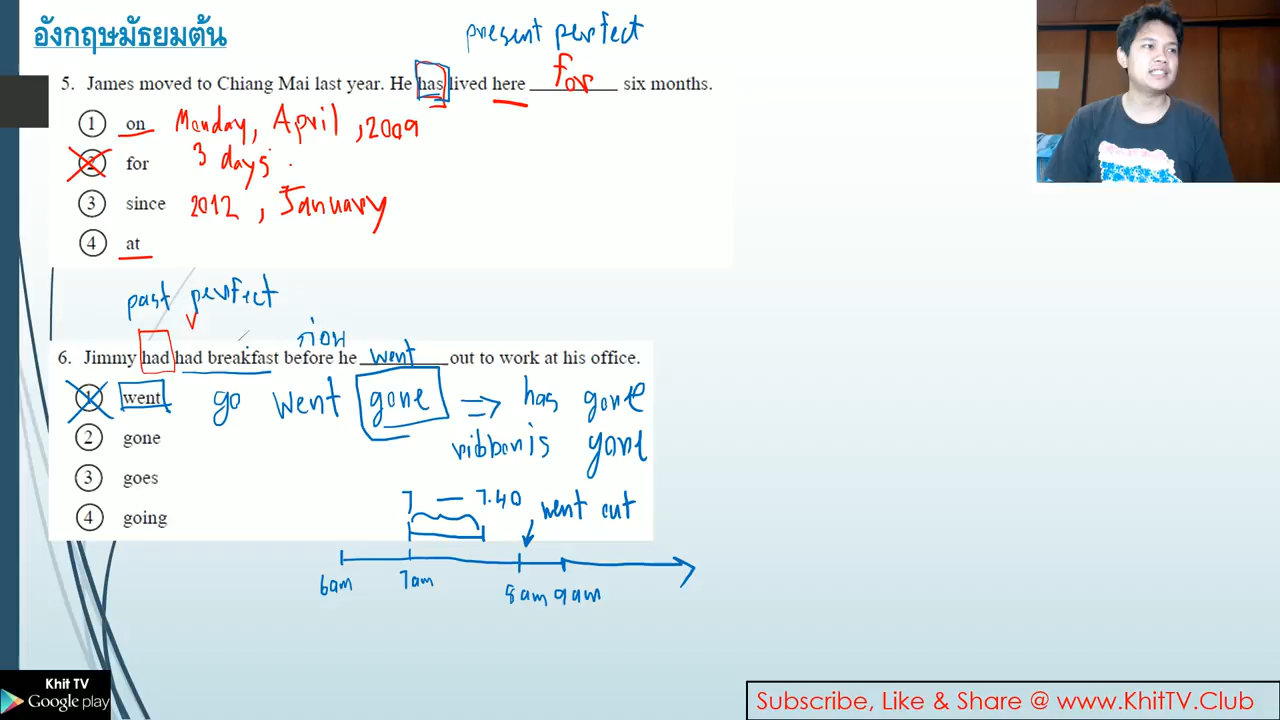 อังกฤษมัธยมต้น
present perfect
5. James moved to Chiang Mai last year. He has lived here for six months.
1 on Monday, April, 2009
2 for 3 days.
3 since 2012, January
4 at
past perfect
ก่อน
6. Jimmy had had breakfast before he went out to work at his office.
1 went go went gone => has gone
ribbon is gone
2 gone
3 goes
4 going
7 — 7.40 went out
6am 7am 8am 9am
Khit TV
Google play
Subscribe, Like & Share @ www.KhitTV.Club